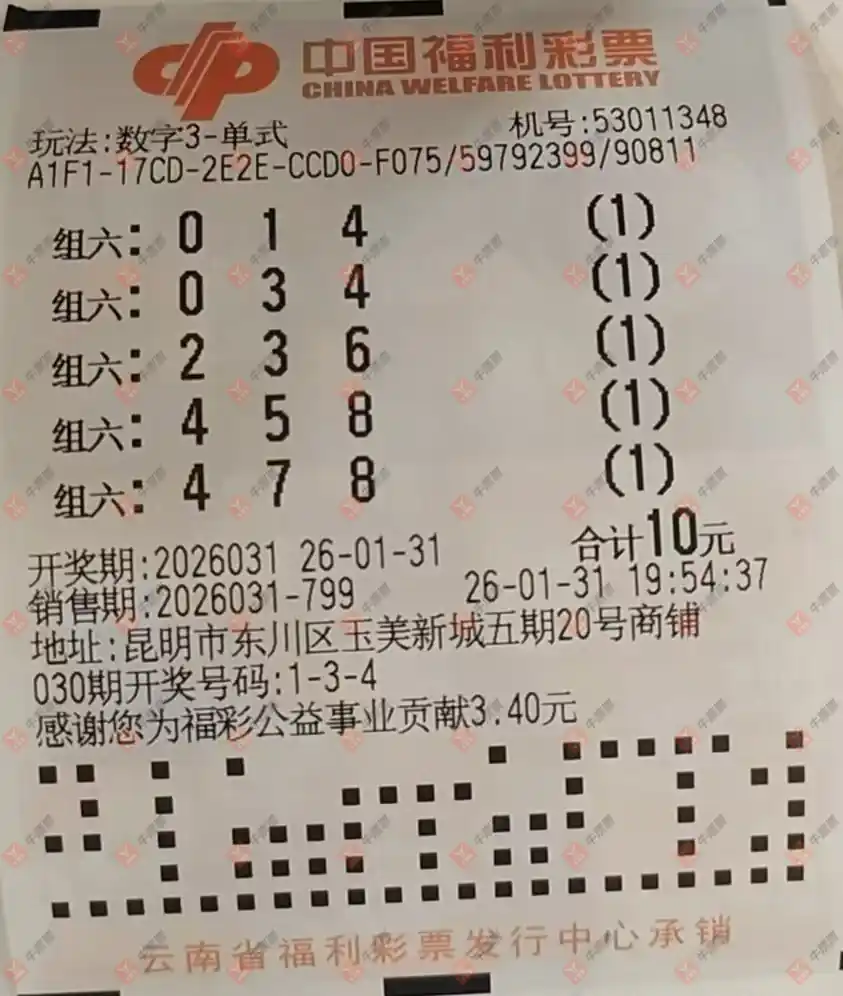 中国福利彩票
CHINA WELFARE LOTTERY
玩法:数字3-单式 机号:53011348
A1F1-17CD-2E2E-CCD0-F075/59792399/90811
组六: 0 1 4 (1)
组六: 0 3 4 (1)
组六: 2 3 6 (1)
组六: 4 5 8 (1)
组六: 4 7 8 (1)
合计10元
开奖期:2026031 26-01-31
销售期:2026031-799 26-01-31 19:54:37
地址:昆明市东川区玉美新城五期20号商铺
030期开奖号码:1-3-4
感谢您为福彩公益事业贡献3.40元
云南省福利彩票发行中心承销